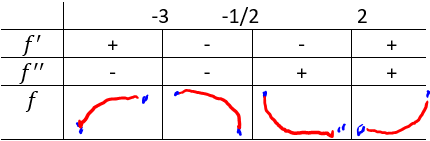 -3 -1/2 2
f′ + - - +
f″ - - + +
f